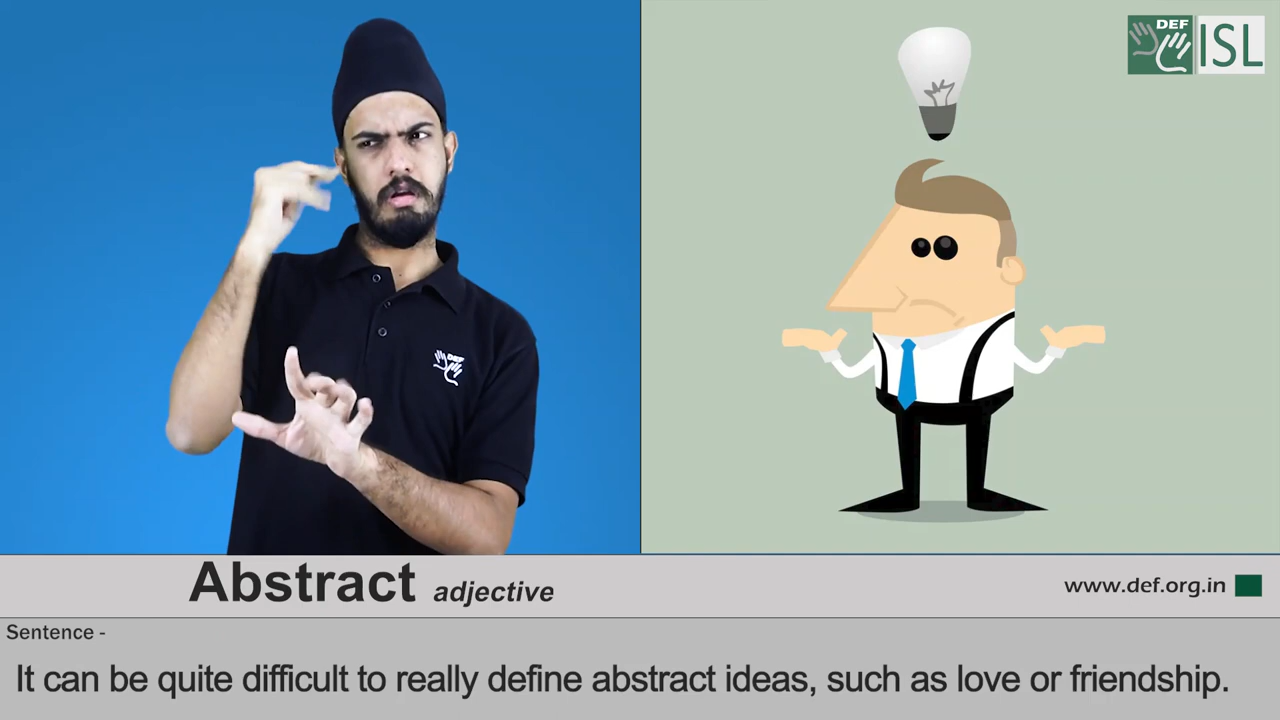 DEF
ISL
DEF
Abstract adjective
www.def.org.in
Sentence -
It can be quite difficult to really define abstract ideas, such as love or friendship.